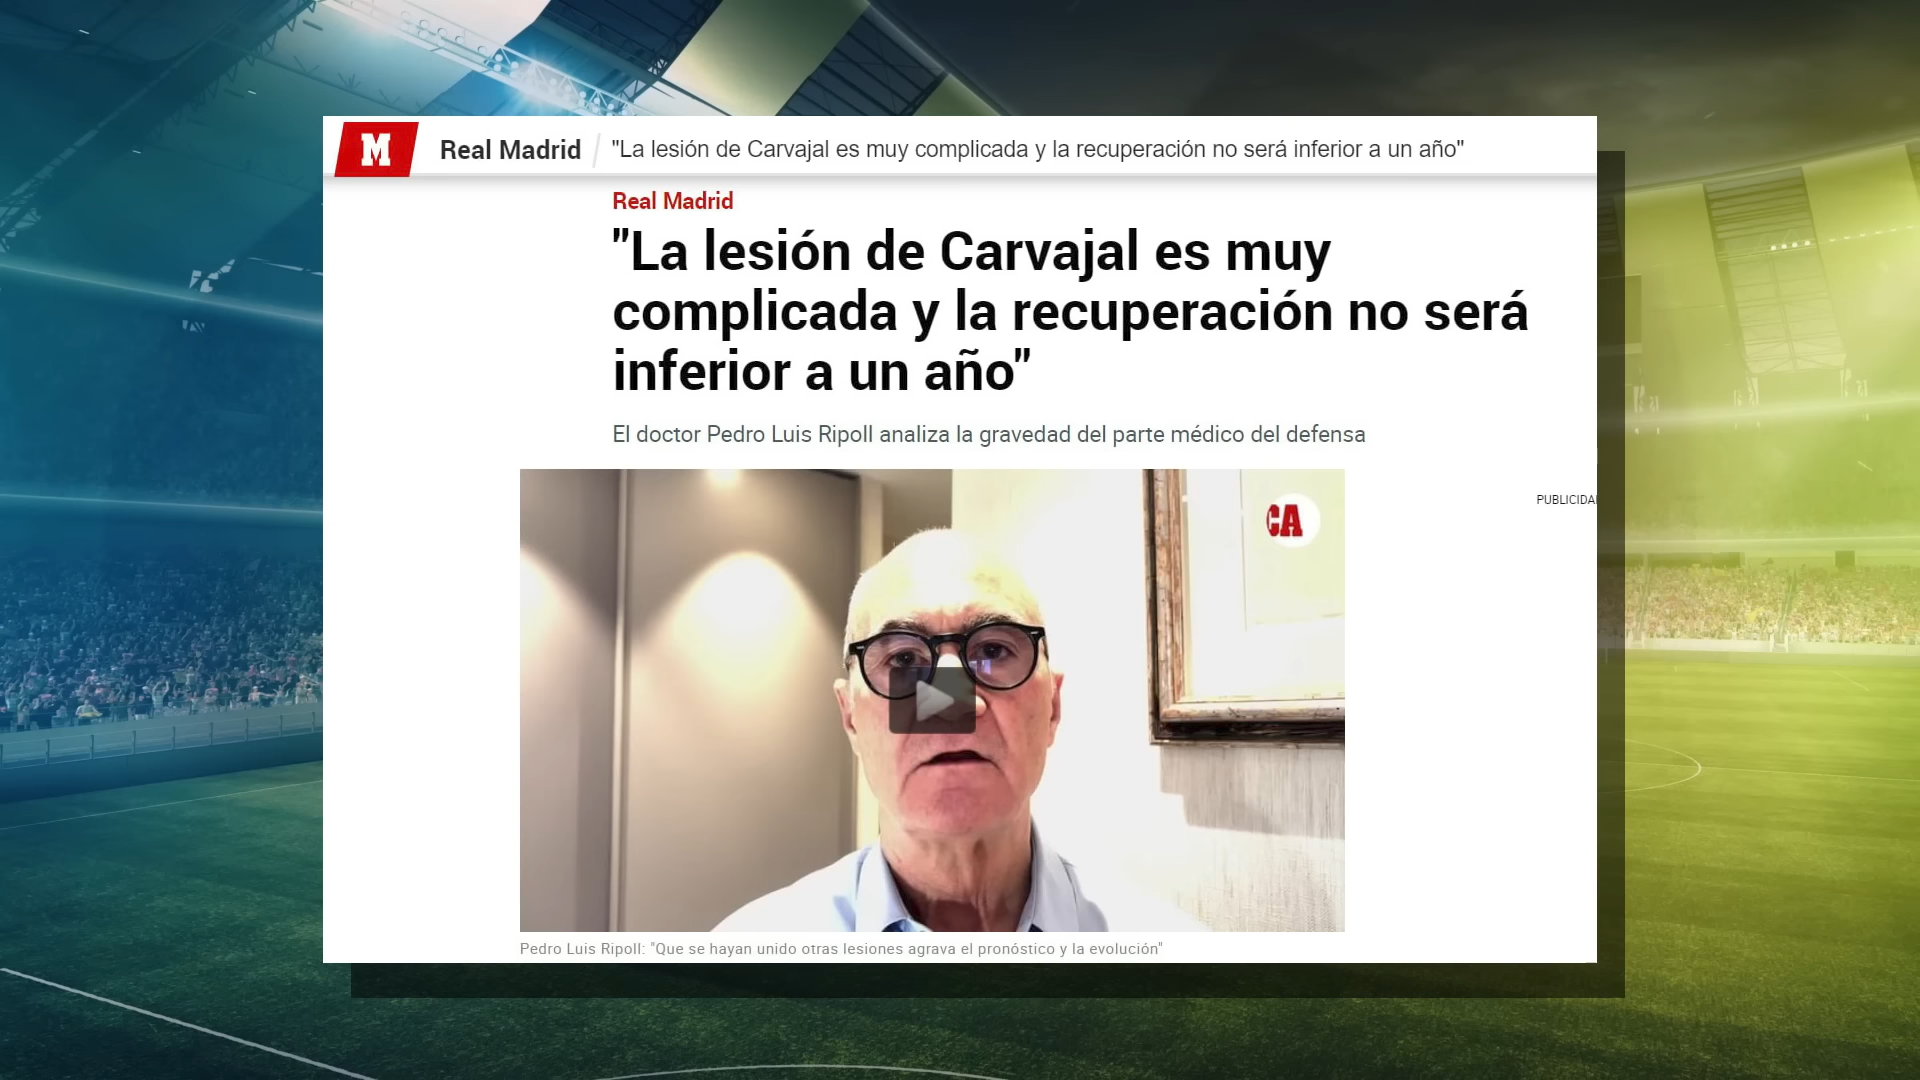 M
Real Madrid
"La lesión de Carvajal es muy complicada y la recuperación no será inferior a un año"
Real Madrid
"La lesión de Carvajal es muy
complicada y la recuperación no será
inferior a un año"
El doctor Pedro Luis Ripoll analiza la gravedad del parte médico del defensa
CA
PUBLICIDA
Pedro Luis Ripoll: "Que se hayan unido otras lesiones agrava el pronóstico y la evolución"